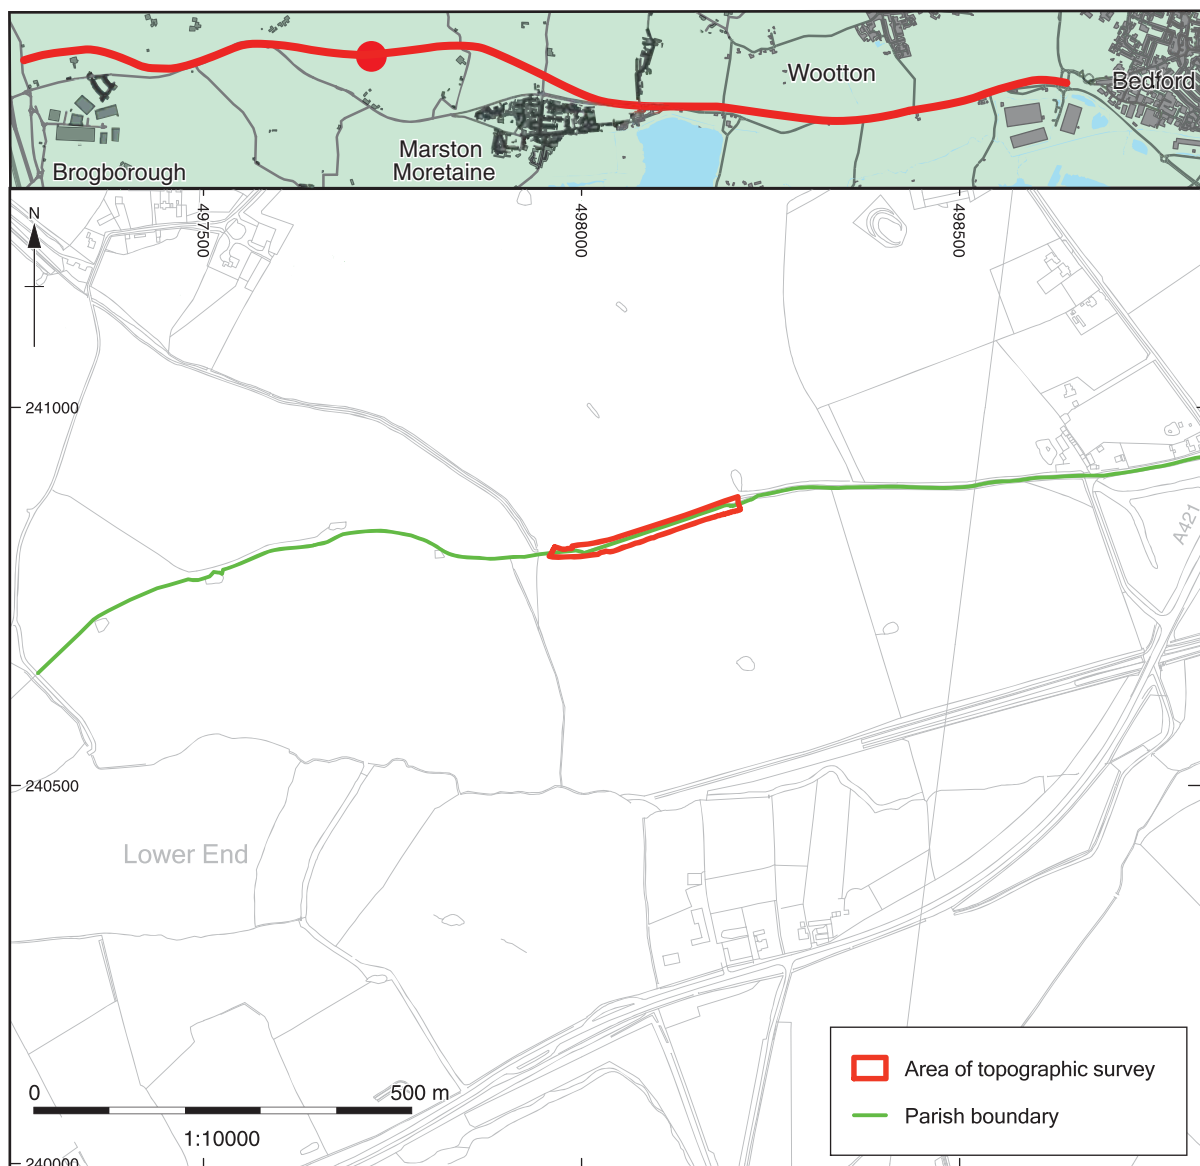 Wootton
Bedford
Marston
Moretaine
Brogborough
N
497500
498000
498500
241000
A421
240500
Lower End
0
500 m
1:10000
Area of topographic survey
Parish boundary
240000